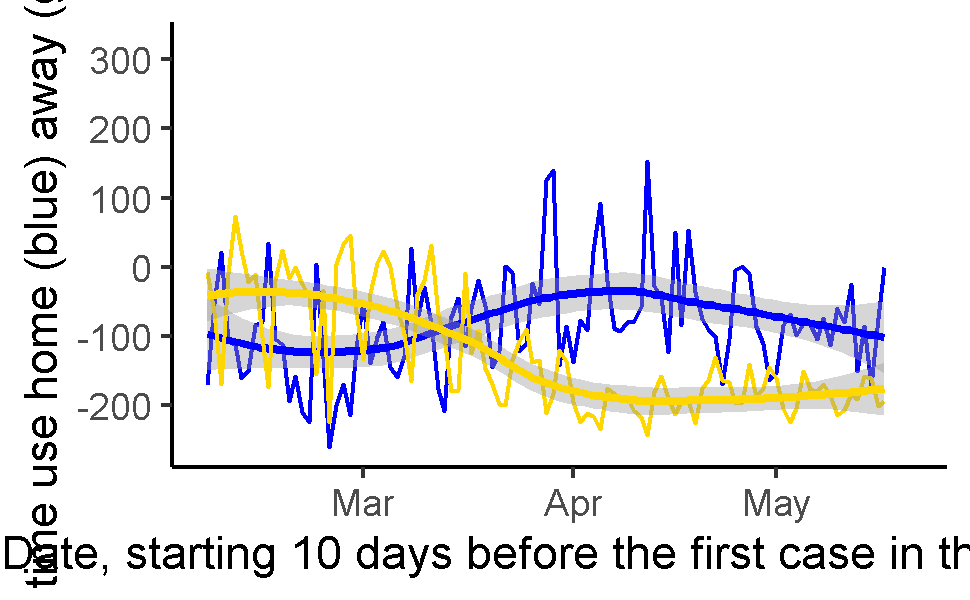 time use home (blue) away (
300
200
100
0
-100
-200
Mar Apr May
Date, starting 10 days before the first case in th